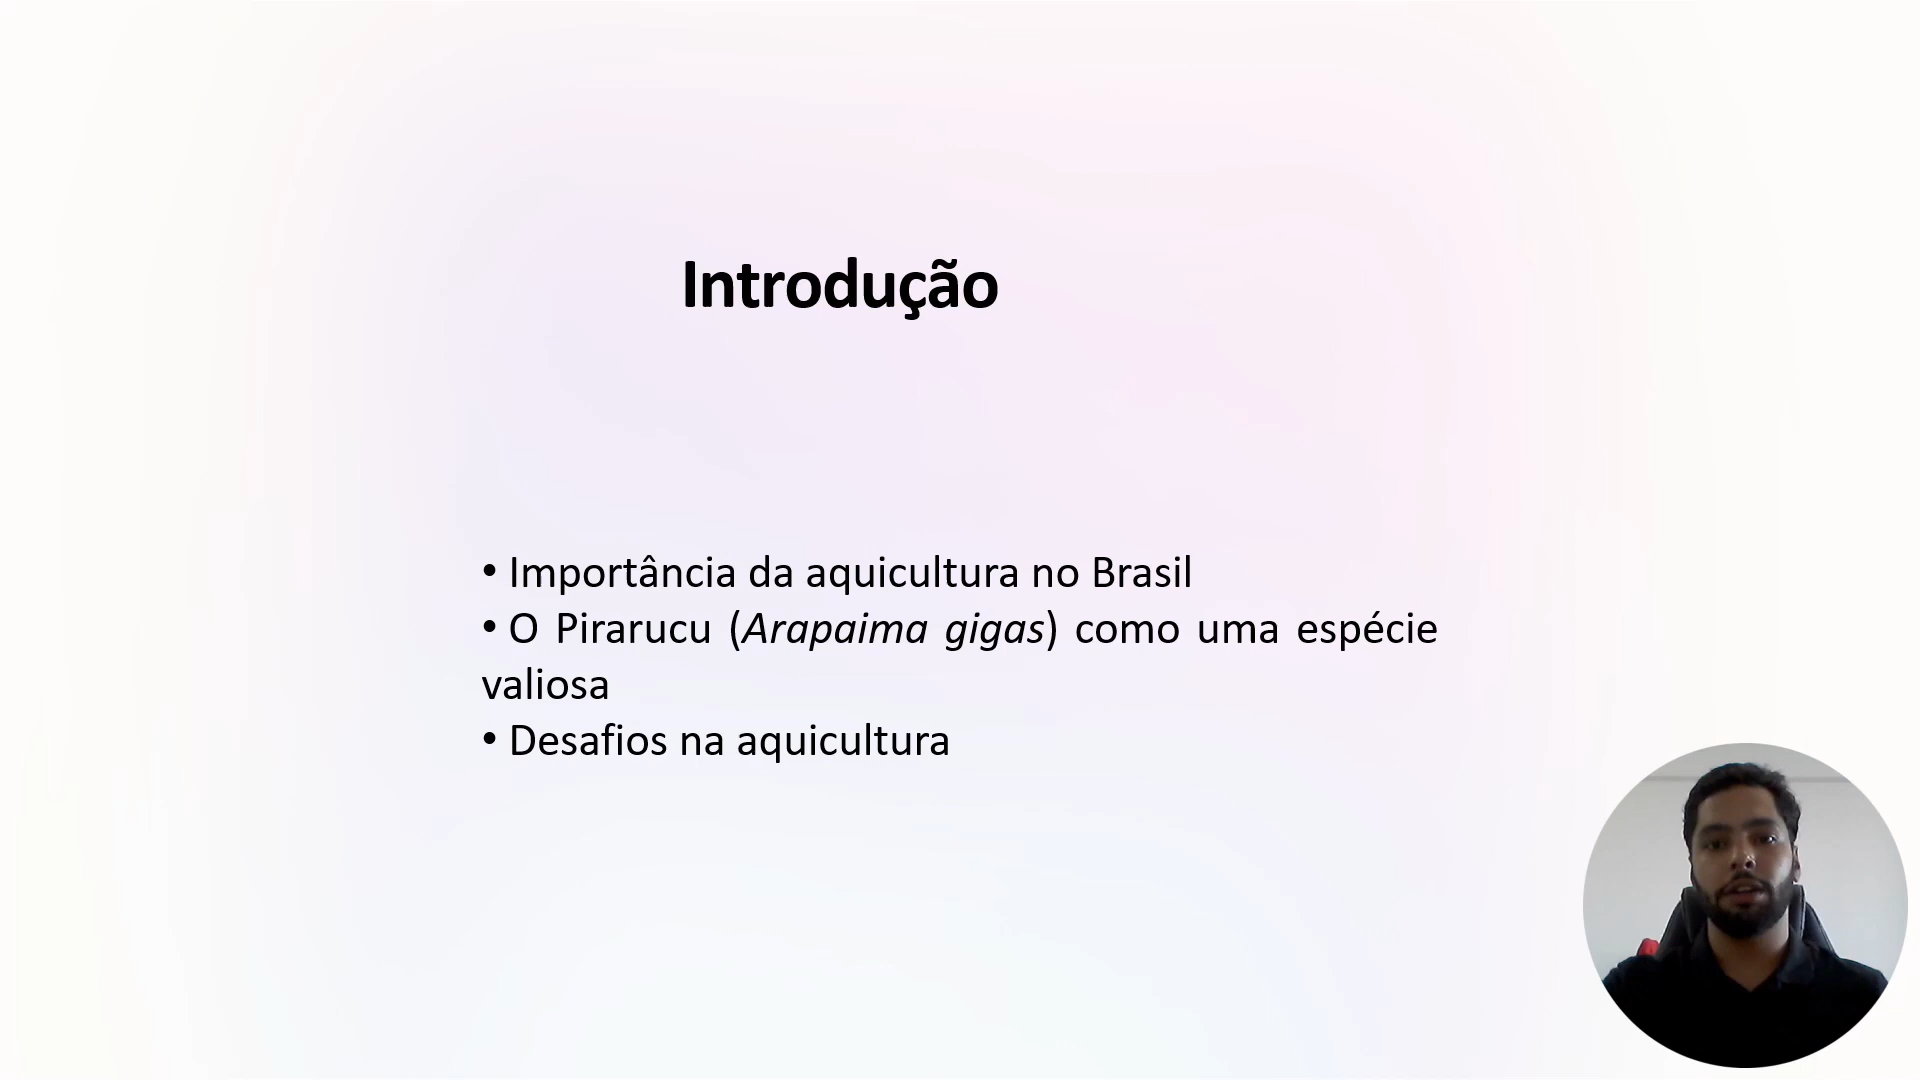 Introdução
• Importância da aquicultura no Brasil
• O Pirarucu (Arapaima gigas) como uma espécie
valiosa
• Desafios na aquicultura